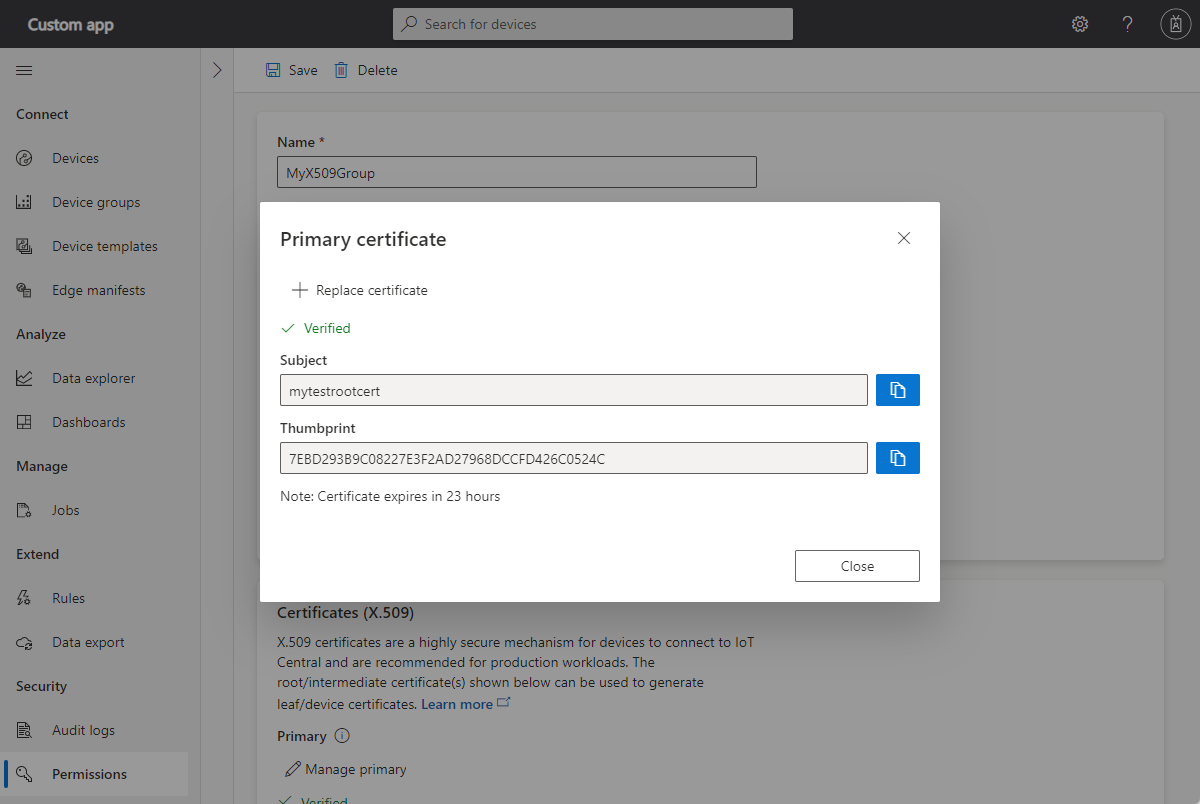 Custom app
Search for devices
?
Save
Delete
Connect
Devices
Device groups
Device templates
Edge manifests
Analyze
Data explorer
Dashboards
Manage
Jobs
Extend
Rules
Data export
Security
Audit logs
Permissions
Name *
MyX509Group
Primary certificate
Replace certificate
Verified
Subject
mytestrootcert
Thumbprint
7EBD293B9C08227E3F2AD27968DCCFD426C0524C
Note: Certificate expires in 23 hours
Close
Certificates (X.509)
X.509 certificates are a highly secure mechanism for devices to connect to IoT
Central and are recommended for production workloads. The
root/intermediate certificate(s) shown below can be used to generate
leaf/device certificates. Learn more
Primary
Manage primary
Verified